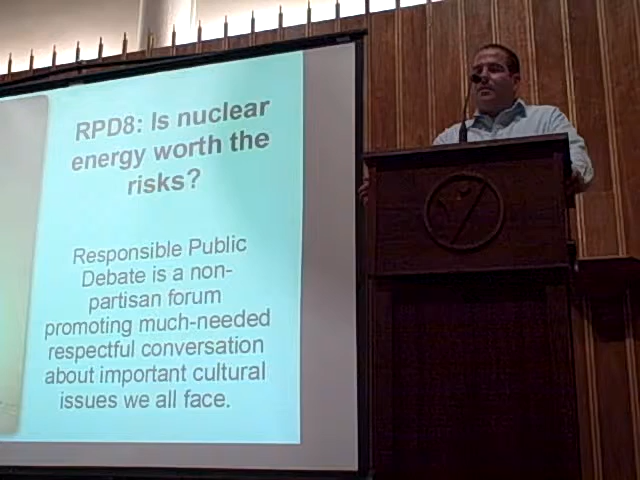 RPD8: Is nuclear
energy worth the
risks?
Responsible Public
Debate is a non-
partisan forum
promoting much-needed
respectful conversation
about important cultural
issues we all face.